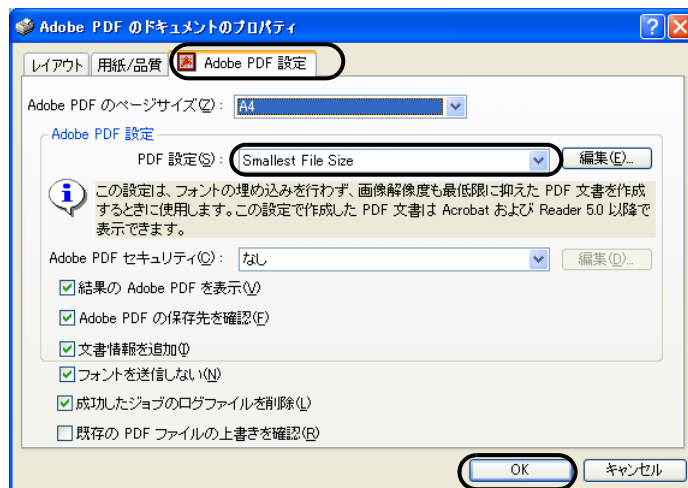 Adobe PDF のドキュメントのプロパティ
レイアウト 用紙/品質 Adobe PDF 設定
Adobe PDF のページサイズ(Z): A4
Adobe PDF 設定
PDF 設定(S): Smallest File Size 編集(E)...
この設定は、フォントの埋め込みを行わず、画像解像度も最低限に抑えた PDF 文書を作成
するときに使用します。この設定で作成した PDF 文書は Acrobat および Reader 5.0 以降で
表示できます。
Adobe PDF セキュリティ(C): なし 編集(D)...
結果の Adobe PDF を表示(V)
Adobe PDF の保存先を確認(F)
文書情報を追加(I)
フォントを送信しない(N)
成功したジョブのログファイルを削除(L)
既存の PDF ファイルの上書きを確認(R)
OK キャンセル